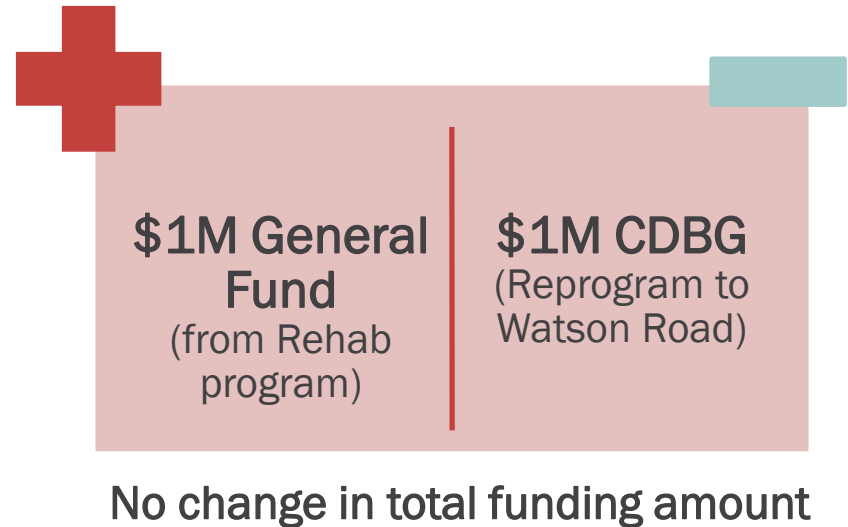 $1M General
Fund
(from Rehab
program)
$1M CDBG
(Reprogram to
Watson Road)
No change in total funding amount